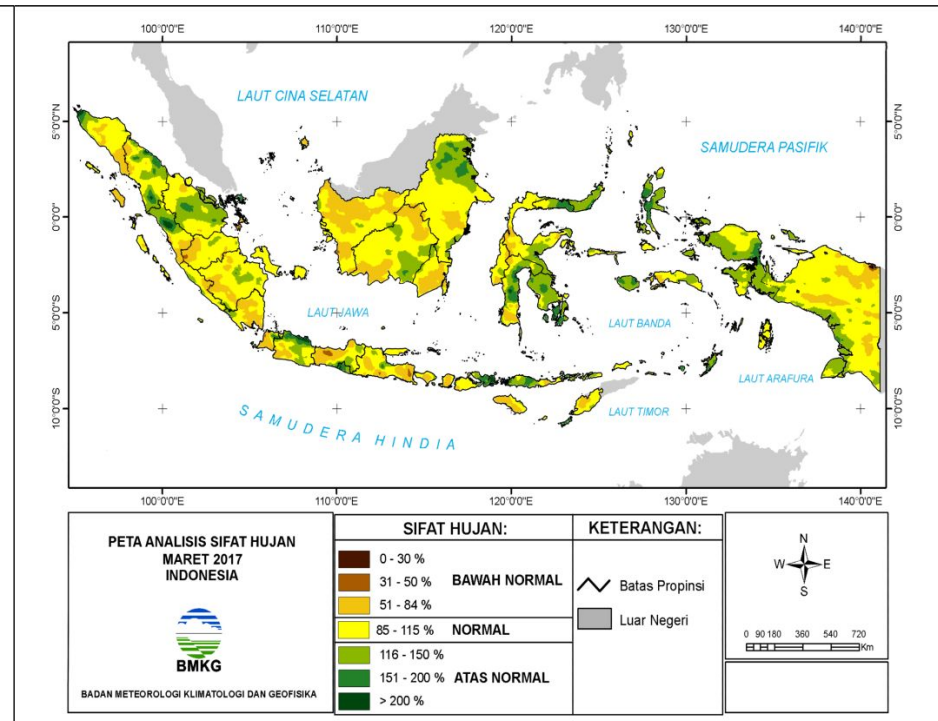 100°0'0"E 110°0'0"E 120°0'0"E 130°0'0"E 140°0'0"E
5°0'0"N
0°0'0"
5°0'0"S
10°0'0"S
LAUT CINA SELATAN
SAMUDERA PASIFIK
LAUT JAWA
LAUT BANDA
LAUT ARAFURA
LAUT TIMOR
SAMUDERA HINDIA
5°0'0"N
0°0'0"
5°0'0"S
10°0'0"S
100°0'0"E 110°0'0"E 120°0'0"E 130°0'0"E 140°0'0"E
PETA ANALISIS SIFAT HUJAN
MARET 2017
INDONESIA
BMKG
BADAN METEOROLOGI KLIMATOLOGI DAN GEOFISIKA
SIFAT HUJAN:
0 - 30 %
31 - 50 % BAWAH NORMAL
51 - 84 %
85 - 115 % NORMAL
116 - 150 %
151 - 200 % ATAS NORMAL
> 200 %
KETERANGAN:
Batas Propinsi
Luar Negeri
N
W E
S
0 90 180 360 540 720
Km